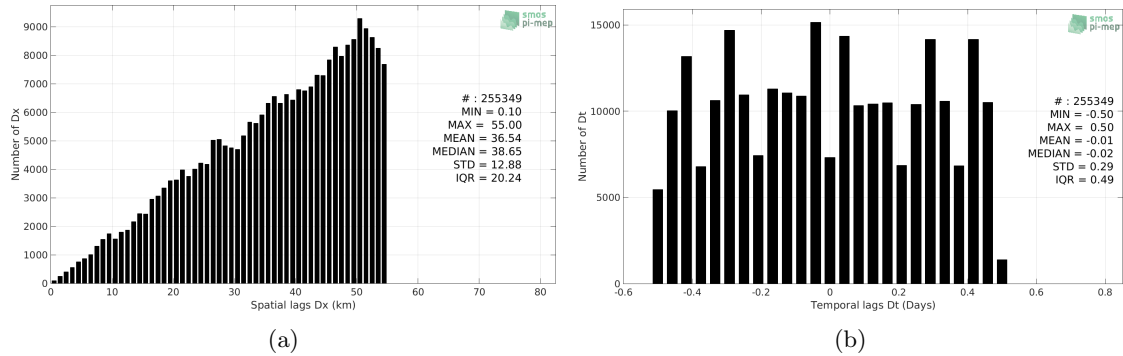 9000
8000
7000
6000
5000
4000
3000
2000
1000
0
Number of Dx
smos
pi-mep
# : 255349
MIN = 0.10
MAX = 55.00
MEAN = 36.54
MEDIAN = 38.65
STD = 12.88
IQR = 20.24
0 10 20 30 40 50 60 70 80
Spatial lags Dx (km)
(a)
15000
10000
5000
0
Number of Dt
smos
pi-mep
# : 255349
MIN = -0.50
MAX = 0.50
MEAN = -0.01
MEDIAN = -0.02
STD = 0.29
IQR = 0.49
-0.6 -0.4 -0.2 0 0.2 0.4 0.6 0.8
Temporal lags Dt (Days)
(b)